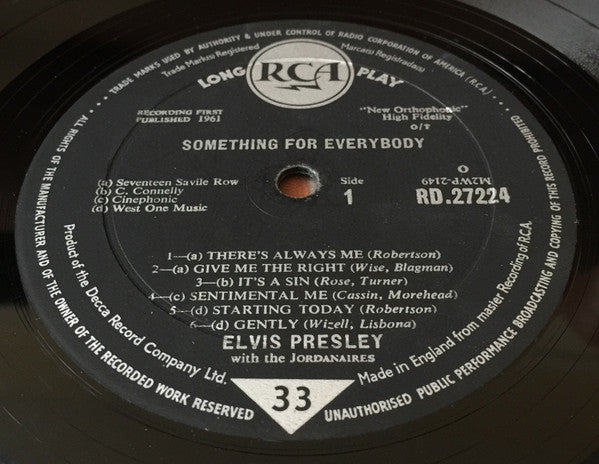 TRADE MARKS USED BY AUTHORITY & UNDER CONTROL OF RADIO CORPORATION OF AMERICA (R.C.A.)
Trade Marks Registered
Marcas Registradas
LONG RCA PLAY
RECORDING FIRST
PUBLISHED 1961
"New Orthophonic"
High Fidelity
O/T
SOMETHING FOR EVERYBODY
(a) Seventeen Savile Row
(b) C. Connelly
(c) Cinephonic
(d) West One Music
Side
1
O
M2WP-2149
RD.27224
1—(a) THERE'S ALWAYS ME (Robertson)
2—(a) GIVE ME THE RIGHT (Wise, Blagman)
3—(b) IT'S A SIN (Rose, Turner)
4—(c) SENTIMENTAL ME (Cassin, Morehead)
5—(d) STARTING TODAY (Robertson)
6—(d) GENTLY (Wizell, Lisbona)
ELVIS PRESLEY
with the JORDANAIRES
Product of the Decca Record Company Ltd.
Made in England from master Recording of R.C.A.
33
ALL RIGHTS OF THE MANUFACTURER AND OF THE OWNER OF THE RECORDED WORK RESERVED
UNAUTHORISED PUBLIC PERFORMANCE BROADCASTING AND COPYING OF THIS RECORD PROHIBITED